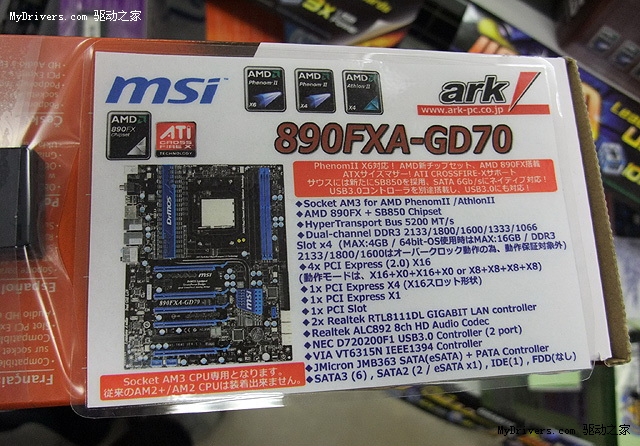 MyDrivers.com 驱动之家
msi
AMD
Phenom II
X6
AMD
Phenom II
X4
AMD
Athlon II
X4
ark
www.ark-pc.co.jp
AMD
890FX
Chipset
ATI
CROSSFIRE X
TECHNOLOGY
890FXA-GD70
PhenomII X6対応！ AMD新チップセット、AMD 890FX搭載
ATXサイズマザー! ATI CROSSFIRE-Xサポート
サウスには新たにSB850を採用、SATA 6Gb/sにネイティブ対応！
USB3.0コントローラを別途搭載し、USB3.0にも対応！
◆Socket AM3 for AMD PhenomII /AthlonII
◆AMD 890FX + SB850 Chipset
◆HyperTransport Bus 5200 MT/s
◆Dual-channel DDR3 2133/1800/1600/1333/1066
Slot x4 (MAX:4GB / 64bit-OS使用時はMAX:16GB / DDR3
2133/1800/1600はオーバークロック動作の為、動作保証対象外)
◆4x PCI Express (2.0) X16
(動作モードは、X16+X0+X16+X0 or X8+X8+X8+X8)
◆1x PCI Express X4 (X16スロット形状)
◆1x PCI Express X1
◆1x PCI Slot
◆2x Realtek RTL8111DL GIGABIT LAN controller
◆Realtek ALC892 8ch HD Audio Codec
◆NEC D720200F1 USB3.0 Controller (2 port)
◆VIA VT6315N IEEE1394 Controller
◆JMicron JMB363 SATA(eSATA) + PATA Controller
◆SATA3 (6) , SATA2 (2 / eSATA x1) , IDE(1) , FDD(なし)
DrMOS
msi
890FXA-GD70
Socket AM3 CPU専用となります。
従来のAM2+/AM2 CPUは装着出来ません。
Español
Françai
MyDrivers.com 驱动之家